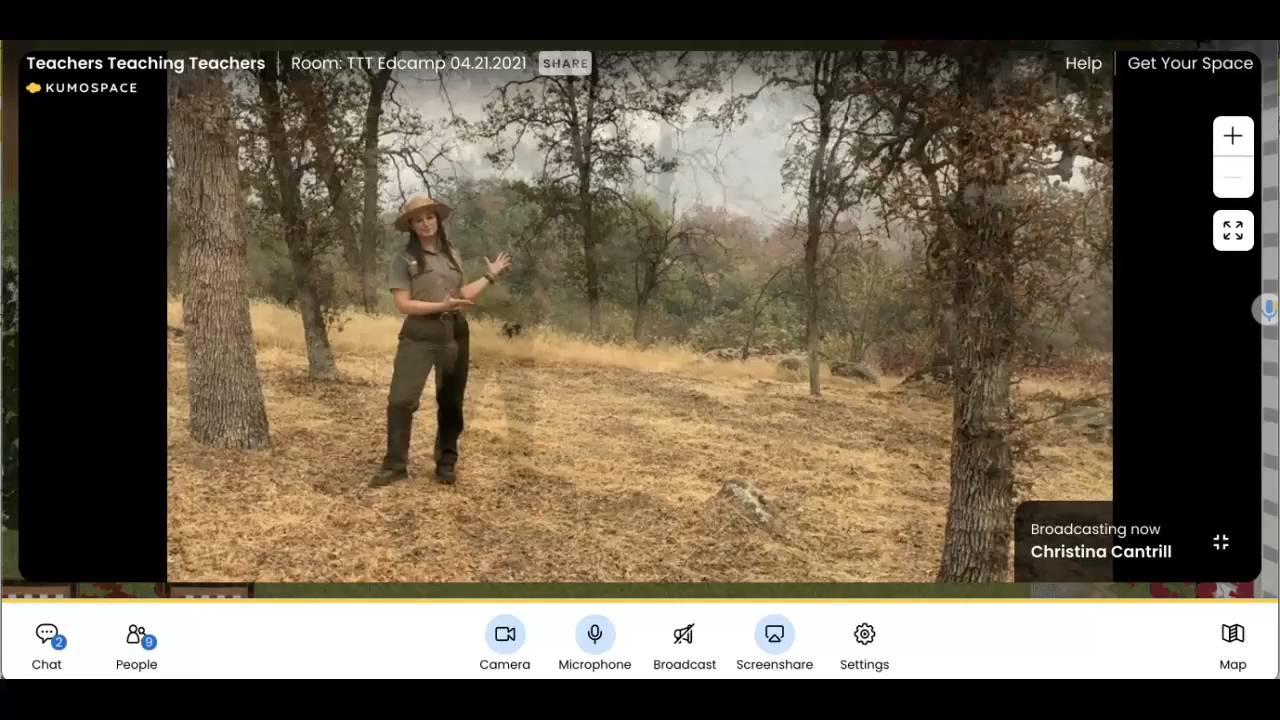 Teachers Teaching Teachers
Room: TTT Edcamp 04.21.2021
SHARE
Help
Get Your Space
KUMOSPACE
Broadcasting now
Christina Cantrill
2
9
Chat
People
Camera
Microphone
Broadcast
Screenshare
Settings
Map